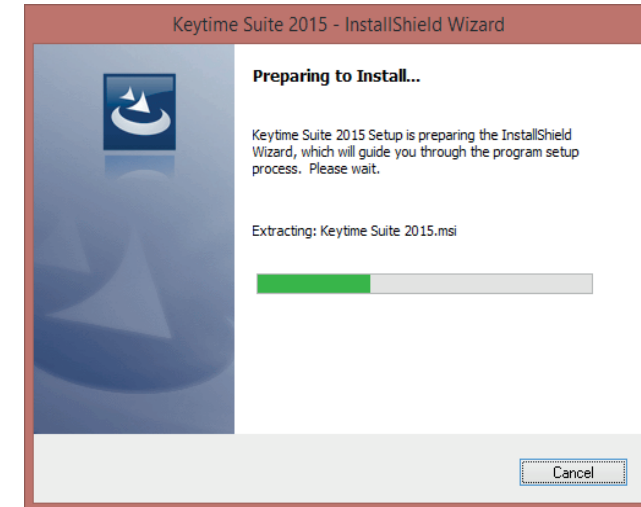 Keytime Suite 2015 - InstallShield Wizard
Preparing to Install...
Keytime Suite 2015 Setup is preparing the InstallShield
Wizard, which will guide you through the program setup
process. Please wait.
Extracting: Keytime Suite 2015.msi
Cancel